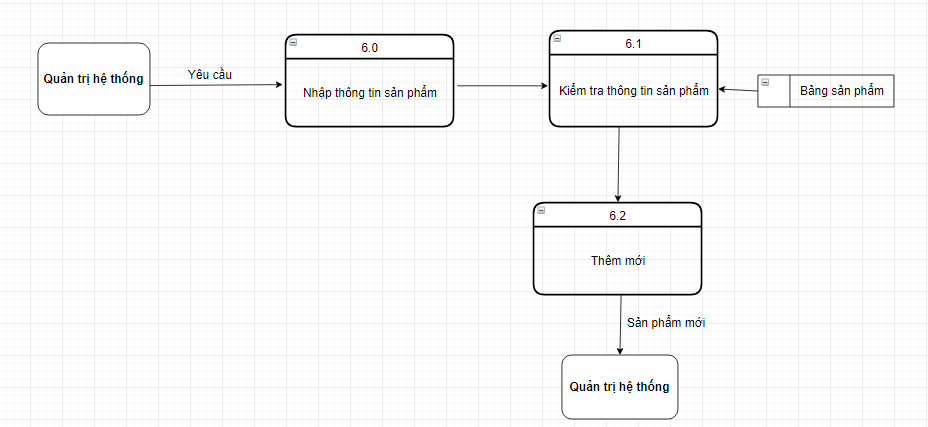 Quản trị hệ thống
Yêu cầu
6.0
Nhập thông tin sản phẩm
6.1
Kiểm tra thông tin sản phẩm
Bảng sản phẩm
6.2
Thêm mới
Sản phẩm mới
Quản trị hệ thống